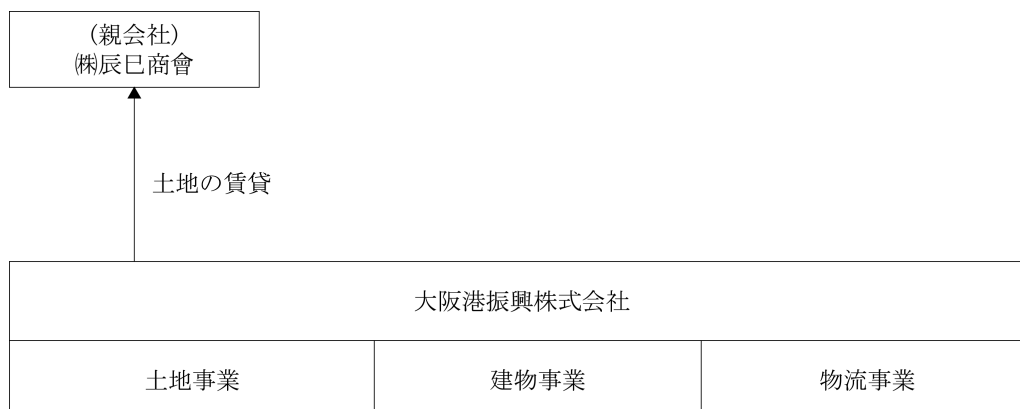 （親会社）
㈱辰巳商會
土地の賃貸
大阪港振興株式会社
土地事業
建物事業
物流事業